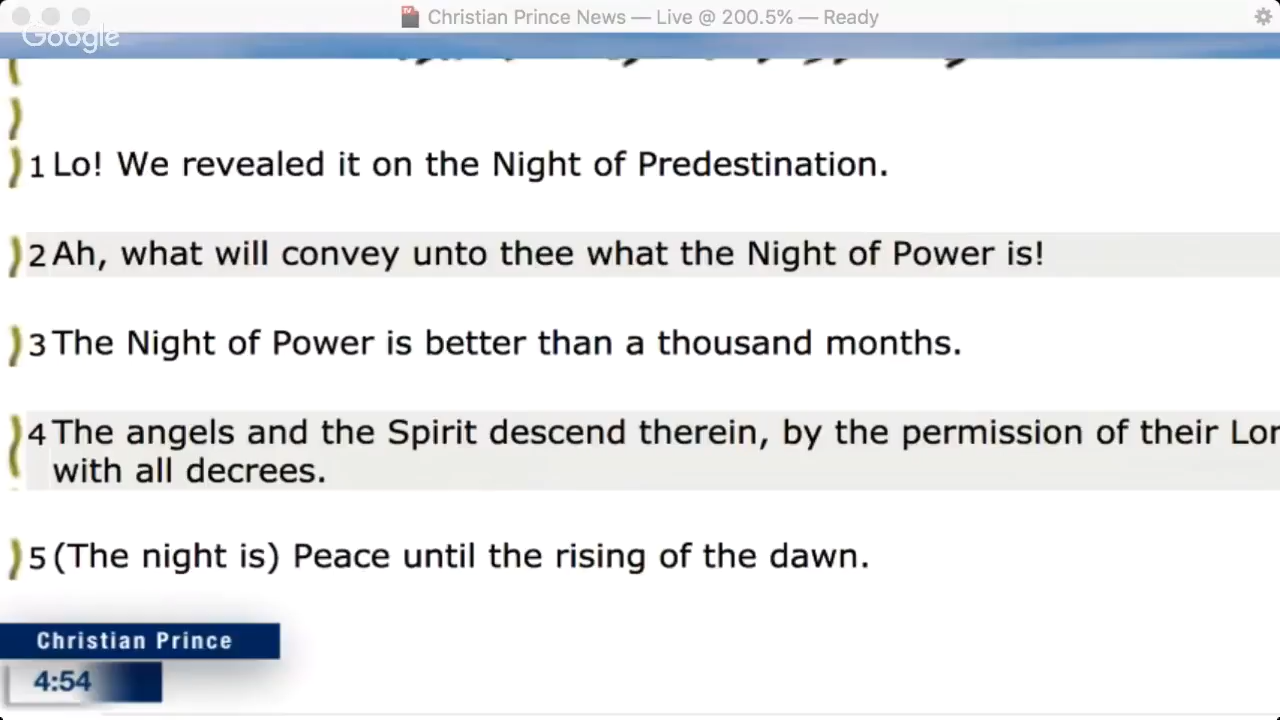 Christian Prince News — Live @ 200.5% — Ready
Google
1 Lo! We revealed it on the Night of Predestination.
2 Ah, what will convey unto thee what the Night of Power is!
3 The Night of Power is better than a thousand months.
4 The angels and the Spirit descend therein, by the permission of their Lor
with all decrees.
5 (The night is) Peace until the rising of the dawn.
Christian Prince
4:54